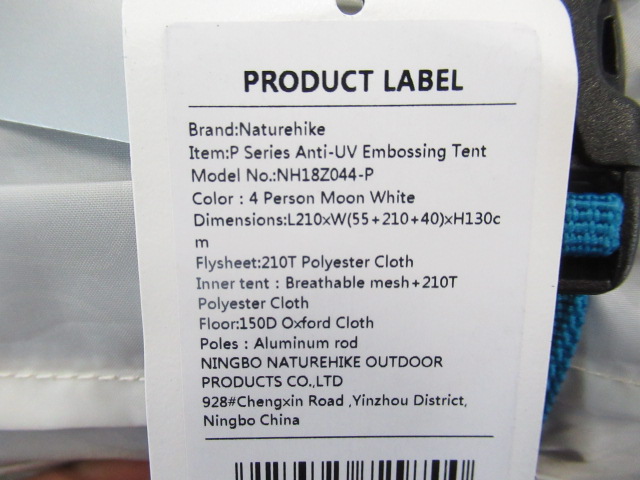 PRODUCT LABEL
Brand:Naturehike
Item:P Series Anti-UV Embossing Tent
Model No.:NH18Z044-P
Color : 4 Person Moon White
Dimensions:L210×W(55+210+40)×H130c
m
Flysheet:210T Polyester Cloth
Inner tent : Breathable mesh+210T
Polyester Cloth
Floor:150D Oxford Cloth
Poles : Aluminum rod
NINGBO NATUREHIKE OUTDOOR
PRODUCTS CO.,LTD
928#Chengxin Road ,Yinzhou District,
Ningbo China